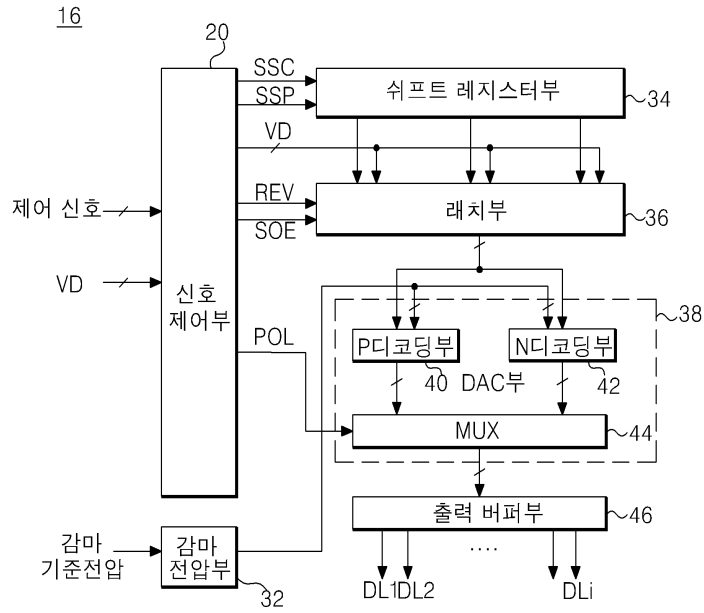 16
20
SSC
SSP
쉬프트 레지스터부
34
VD
제어 신호
REV
SOE
래치부
36
VD
신호
제어부
38
POL
P디코딩부
N디코딩부
40
DAC부
42
MUX
44
출력 버퍼부
46
감마
기준전압
감마
전압부
32
DL1
DL2
....
DLi